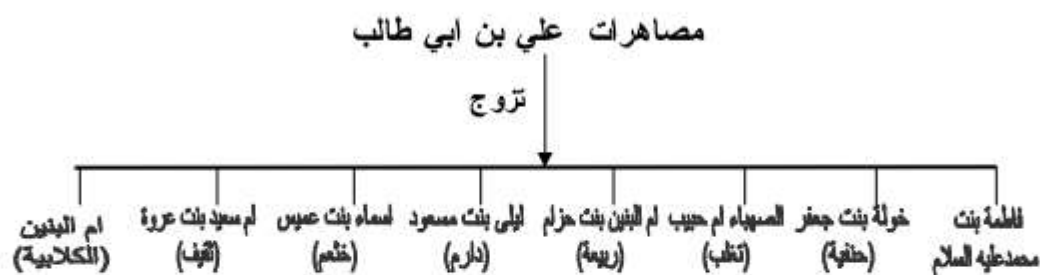 مصاهرات علي بن ابي طالب
تزوج
فاطمة بنت
محمد عليه السلام
خولة بنت جعفر
(حنفية)
الصهباء ام حبيب
(تغلب)
ام البنين بنت حزام
(ربيعة)
ليلى بنت مسعود
(دارم)
اسماء بنت عميس
(خثعم)
ام سعيد بنت عروة
(ثقيف)
ام البنين
(الكلابية)